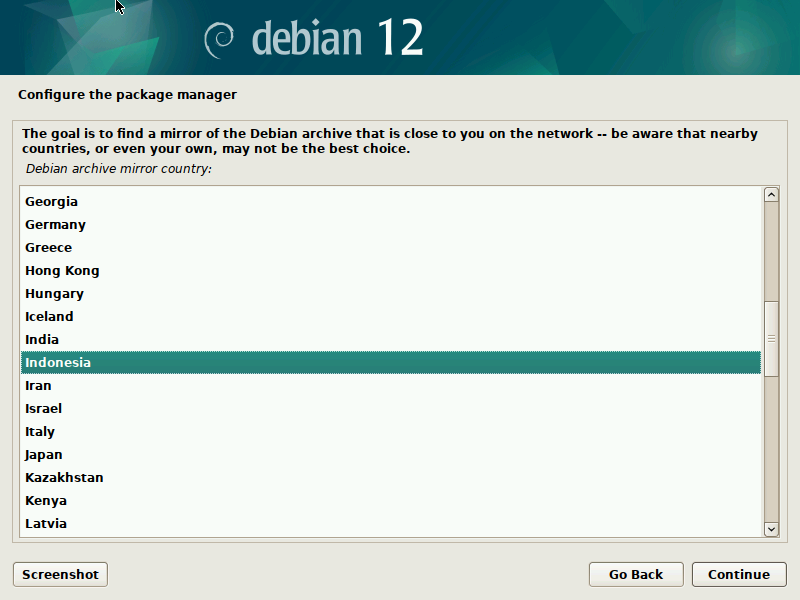 debian 12
Configure the package manager
The goal is to find a mirror of the Debian archive that is close to you on the network -- be aware that nearby
countries, or even your own, may not be the best choice.
Debian archive mirror country:
Georgia
Germany
Greece
Hong Kong
Hungary
Iceland
India
Indonesia
Iran
Israel
Italy
Japan
Kazakhstan
Kenya
Latvia
Screenshot
Go Back
Continue